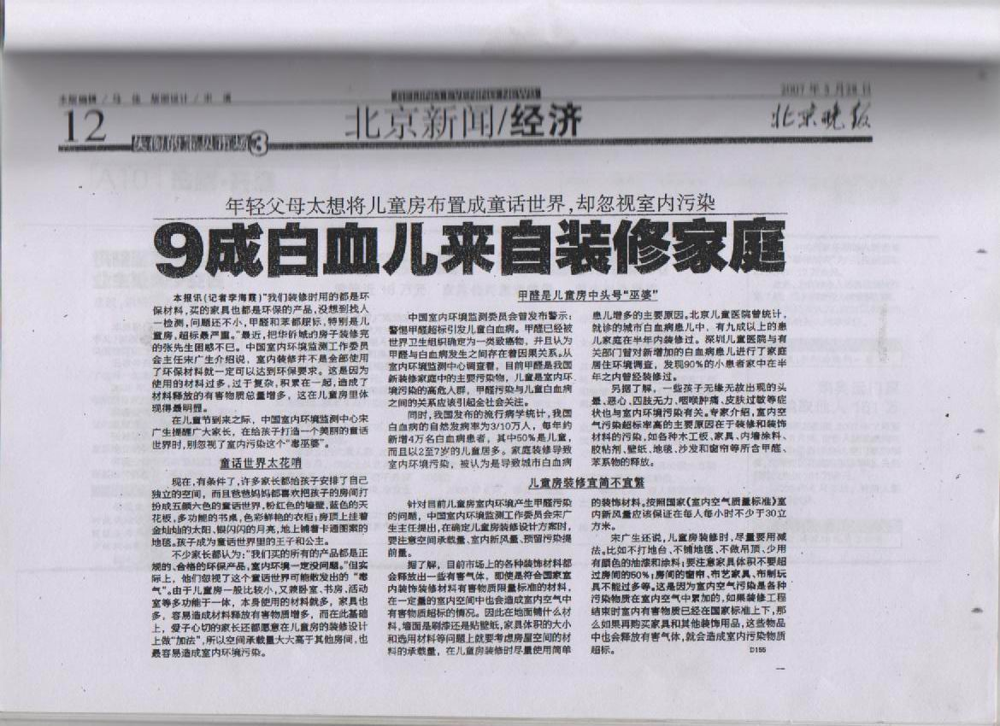 12
北京新闻/经济
北京晚报
2007年5月28日
3
年轻父母太想将儿童房布置成童话世界,却忽视室内污染
9成白血儿来自装修家庭
本报讯(记者李海霞)“我们装修时用的都是环
保材料,买的家具也都是环保的产品,没想到找人
一检测,问题还不小,甲醛和苯都超标,特别是儿
童房,超标最严重。”最近,把华侨城的房子装修完
的张先生困惑不已。中国室内环境监测工作委员
会主任宋广生介绍说,室内装修并不是全部使用
了环保材料就一定可以达到环保要求。这是因为
使用的材料过多,过于复杂,积累在一起,造成了
材料释放的有害物质总量增多,这在儿童房里体
现得最明显。
在儿童节到来之际,中国室内环境监测中心宋
广生提醒广大家长,在给孩子打造一个美丽的童话
世界时,别忽视了室内污染这个“毒巫婆”。
童话世界太花哨
现在,有条件了,许多家长都给孩子安排了自己
独立的空间,而且爸爸妈妈都喜欢把孩子的房间打
扮成五颜六色的童话世界,粉红色的墙壁,蓝色的天
花板,多功能的书桌,色彩鲜艳的衣柜;房顶上挂着
金灿灿的太阳、银闪闪的月亮,地上铺着卡通图案的
地毯。孩子成为童话世界里的王子和公主。
不少家长都认为:“我们买的所有的产品都是正
规的、合格的环保产品,室内环境一定没问题。”但实
际上,他们忽视了这个童话世界可能散发出的“毒
气”。由于儿童房一般比较小,又兼卧室、书房、活动
室等多功能于一体,本身使用的材料就多,家具也
多,容易造成材料释放有害物质增多,而在此基础
上,爱子心切的家长还都愿意在儿童房的装修设计
上做“加法”,所以空间承载量大大高于其他房间,也
最容易造成室内环境污染。
甲醛是儿童房中头号“巫婆”
中国室内环境监测委员会曾发布警示:
警惕甲醛超标引发儿童白血病。甲醛已经被
世界卫生组织确定为一类致癌物,并且认为
甲醛与白血病发生之间存在着因果关系。从
室内环境监测中心调查看,目前甲醛是我国
新装修家庭中的主要污染物,儿童是室内环
境污染的高危人群,甲醛污染与儿童白血病
之间的关系应该引起社会关注。
同时,我国发布的流行病学统计,我国
白血病的自然发病率为3/10万人,每年约
新增4万名白血病患者,其中50%是儿童,
而且以2至7岁的儿童居多。家庭装修导致
室内环境污染,被认为是导致城市白血病
患儿增多的主要原因。北京儿童医院曾统计,
就诊的城市白血病患儿中,有九成以上的患
儿家庭在半年内装修过。深圳儿童医院与有
关部门曾对新增加的白血病患儿进行了家庭
居住环境调查,发现90%的小患者家中在半
年之内曾经装修过。
另据了解,一些孩子无缘无故出现的头
晕、恶心、四肢无力、咽喉肿痛、皮肤过敏等症
状也与室内环境污染有关。专家介绍,室内空
气污染超标率高的主要原因在于装修和装饰
材料的污染,如各种木工板、家具、内墙涂料、
胶粘剂、壁纸、地毯、沙发和窗帘等所含甲醛、
苯系物的释放。
儿童房装修宜简不宜繁
针对目前儿童房室内环境产生甲醛污染
的问题,中国室内环境监测工作委员会宋广
生主任提出,在确定儿童房装修设计方案时,
要注意空间承载量、室内新风量、预留污染提
前量。
据了解,目前市场上的各种装饰材料都
会释放出一些有害气体,即使是符合国家室
内装饰装修材料有害物质限量标准的材料,
在一定量的室内空间中也会造成室内空气中
有害物质超标的情况。因此在地面铺什么材
料,墙面是刷漆还是贴壁纸,家具体积的大小
和选用材料等问题上就要考虑房屋空间的材
料的承载量,在儿童房装修时尽量使用简单
的装饰材料。按照国家《室内空气质量标准》室
内新风量应该保证在每人每小时不少于30立
方米。
宋广生还说,儿童房装修时,尽量要用减
法。比如不打地台、不铺地毯、不做吊顶、少用
有颜色的油漆和涂料;要注意家具体积不要超
过房间的50%;房间的窗帘、布艺家具、布制玩
具不能过多等。这是因为室内空气污染是各种
污染物质在室内空气中累加的,如果装修工程
结束时室内有害物质已经在国家标准上下,那
么如果再购买家具和其他装饰用品,这些物品
中也会释放有害气体,就会造成室内污染物质
超标。
D155